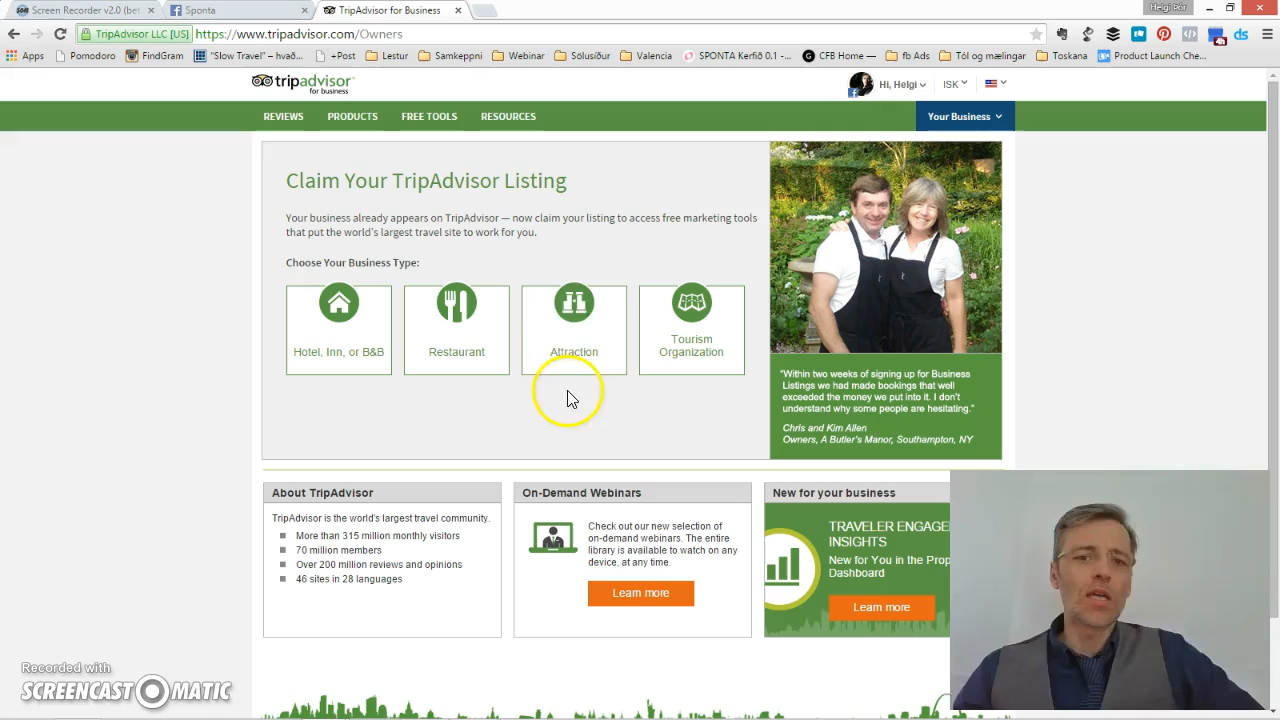 Screen Recorder v2.0 (bet
Sponta
TripAdvisor for Business
Helgi Þór
TripAdvisor LLC [US]
https://www.tripadvisor.com/Owners
Apps
Pomodoro
FindGram
"Slow Travel" - hvað
+Greinar
Lestur
Samkeppni
Webinar
Sölusíður
Valencia
SPONTA Kerfið 0.1 -...
CFB Home —
fb Ads
Tól og málingar
Toskana
Product Launch Che
tripadvisor
for business
Hi, Helgi
ISK
REVIEWS
PRODUCTS
FREE TOOLS
RESOURCES
Your Business
Claim Your TripAdvisor Listing
Your business already appears on TripAdvisor — now claim your listing to access free marketing tools
that put the world's largest travel site to work for you.
Choose Your Business Type:
Hotel, Inn, or B&B
Restaurant
Attraction
Tourism
Organization
"Within two weeks of signing up for Business
Listings we had made bookings that well
exceeded the money we put into it. I don't
understand why some people are hesitating."
Chris and Kim Allen
Owners, A Butler's Manor, Southampton, NY
About TripAdvisor
TripAdvisor is the world's largest travel community.
More than 315 million monthly visitors
70 million members
Over 200 million reviews and opinions
46 sites in 28 languages
On-Demand Webinars
Check out our new selection of
on-demand webinars. The entire
library is available to watch on any
device, at any time.
Learn more
New for your business
TRAVELER ENGAGE
INSIGHTS
New for You in the Prop
Dashboard
Learn more
Recorded with
SCREENCAST MATIC